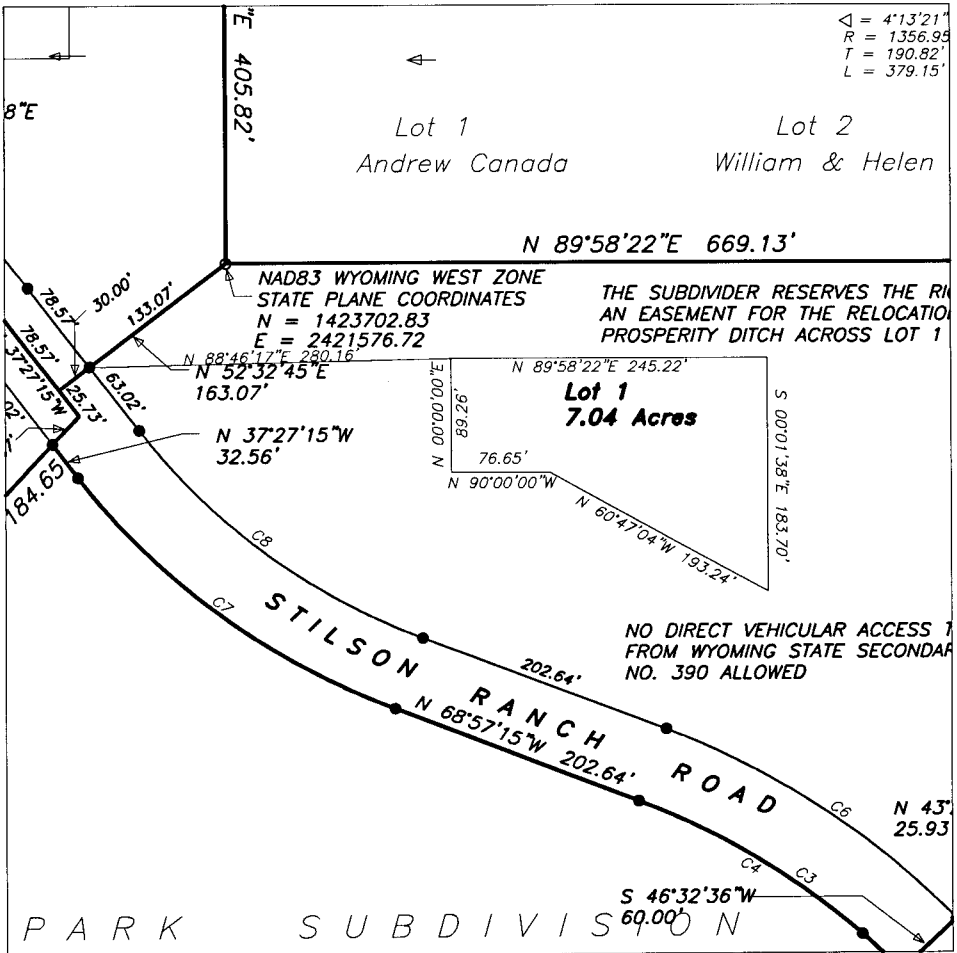 "E 405.82'
◁ = 4°13'21"
R = 1356.95
T = 190.82'
L = 379.15'
8"E
Lot 1
Andrew Canada
Lot 2
William & Helen
N 89°58'22"E 669.13'
NAD83 WYOMING WEST ZONE
STATE PLANE COORDINATES
N = 1423702.83
E = 2421576.72
THE SUBDIVIDER RESERVES THE
AN EASEMENT FOR THE
PROSPERITY DITCH ACROSS LOT 1
78.57'
30.00'
133.07'
N 88°46'17"E 280.16'
N 52°32'45"E
163.07'
78.57'
37°27'15"W
25.73'
63.02'
02'
N 37°27'15"W
32.56'
184.65
N 89°58'22"E 245.22'
Lot 1
7.04 Acres
N 00°00'00"E
89.26'
76.65'
N 90°00'00"W
N 60°47'04"W 193.24'
S 00°01'38"E 183.70'
C8
C7
STILSON RANCH ROAD
202.64'
N 68°57'15"W 202.64'
NO DIRECT VEHICULAR ACCESS
FROM WYOMING STATE
NO. 390 ALLOWED
C6
N 43°
25.93
C4
C3
S 46°32'36"W
60.00'
PARK SUBDIVISION